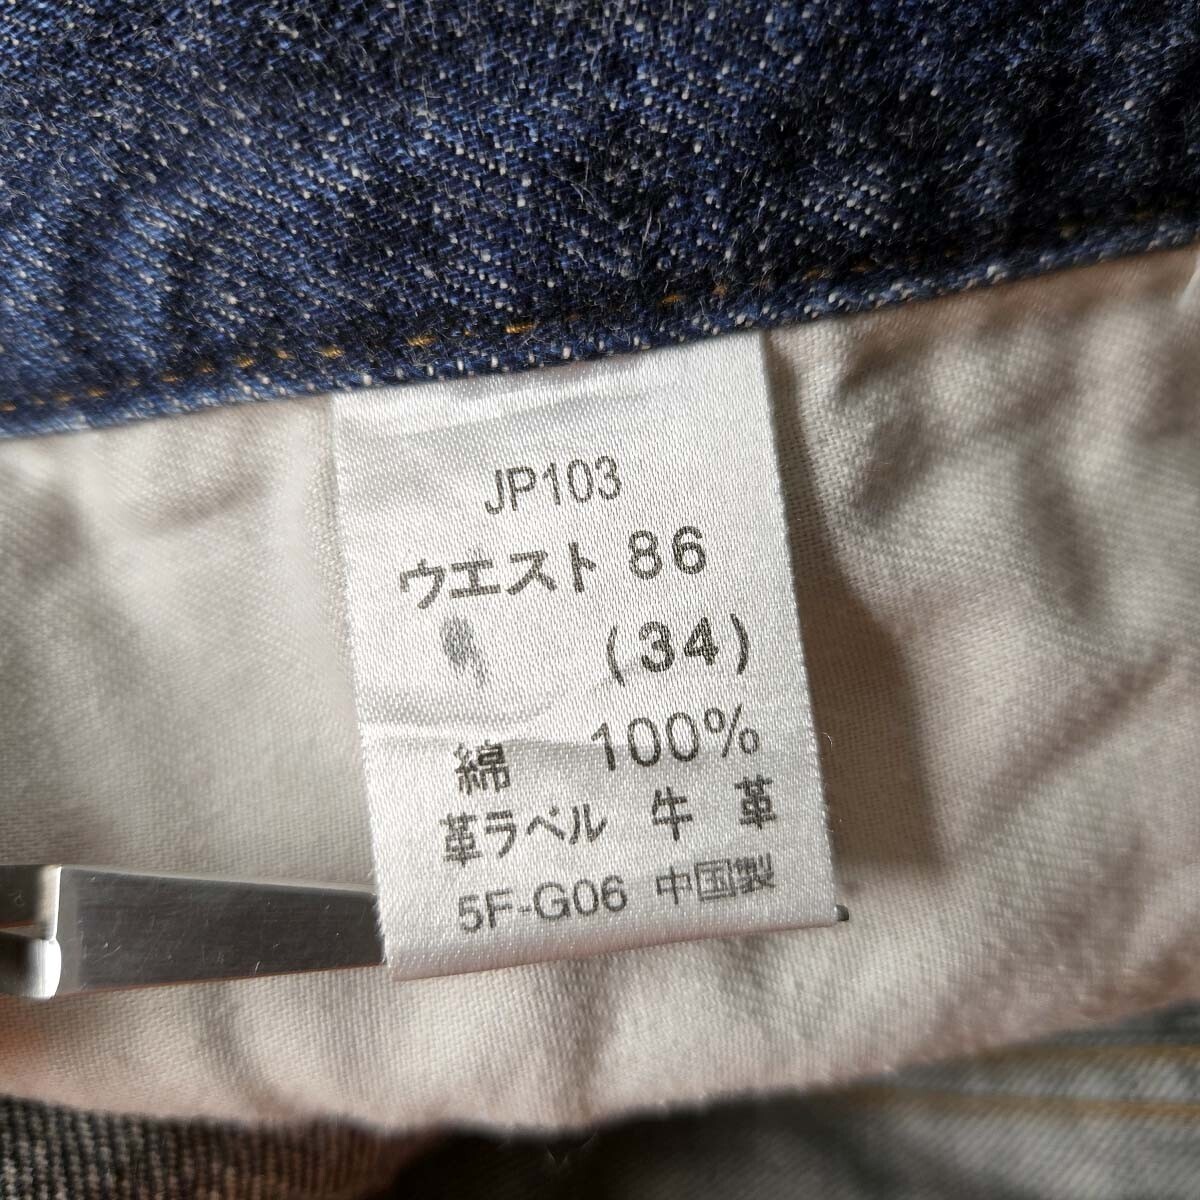 JP103
ウエスト 86
(34)
綿 100%
革ラベル 牛 革
5F-G06 中国製